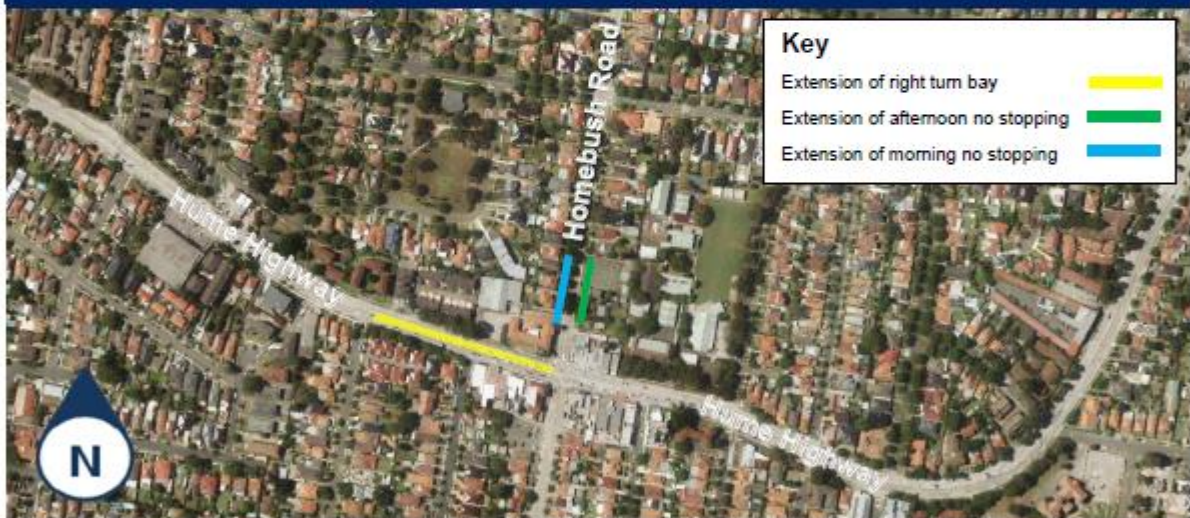 Key
Extension of right turn bay
Extension of afternoon no stopping
Extension of morning no stopping
Homebush Road
Hume Highway
Hume Highway
N